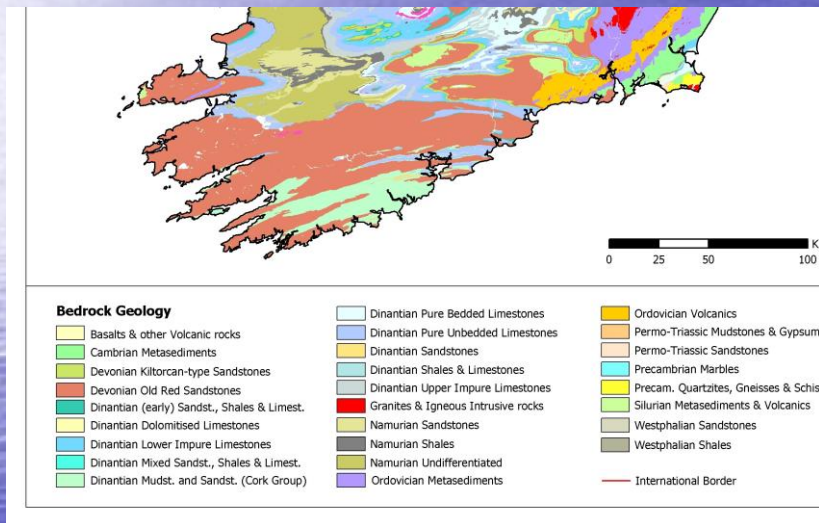 K
0 25 50 100
Bedrock Geology
Basalts & other Volcanic rocks
Cambrian Metasediments
Devonian Kiltorcan-type Sandstones
Devonian Old Red Sandstones
Dinantian (early) Sandst., Shales & Limest.
Dinantian Dolomitised Limestones
Dinantian Lower Impure Limestones
Dinantian Mixed Sandst., Shales & Limest.
Dinantian Mudst. and Sandst. (Cork Group)
Dinantian Pure Bedded Limestones
Dinantian Pure Unbedded Limestones
Dinantian Sandstones
Dinantian Shales & Limestones
Dinantian Upper Impure Limestones
Granites & Igneous Intrusive rocks
Namurian Sandstones
Namurian Shales
Namurian Undifferentiated
Ordovician Metasediments
Ordovician Volcanics
Permo-Triassic Mudstones & Gypsum
Permo-Triassic Sandstones
Precambrian Marbles
Precam. Quartzites, Gneisses & Schis
Silurian Metasediments & Volcanics
Westphalian Sandstones
Westphalian Shales
International Border